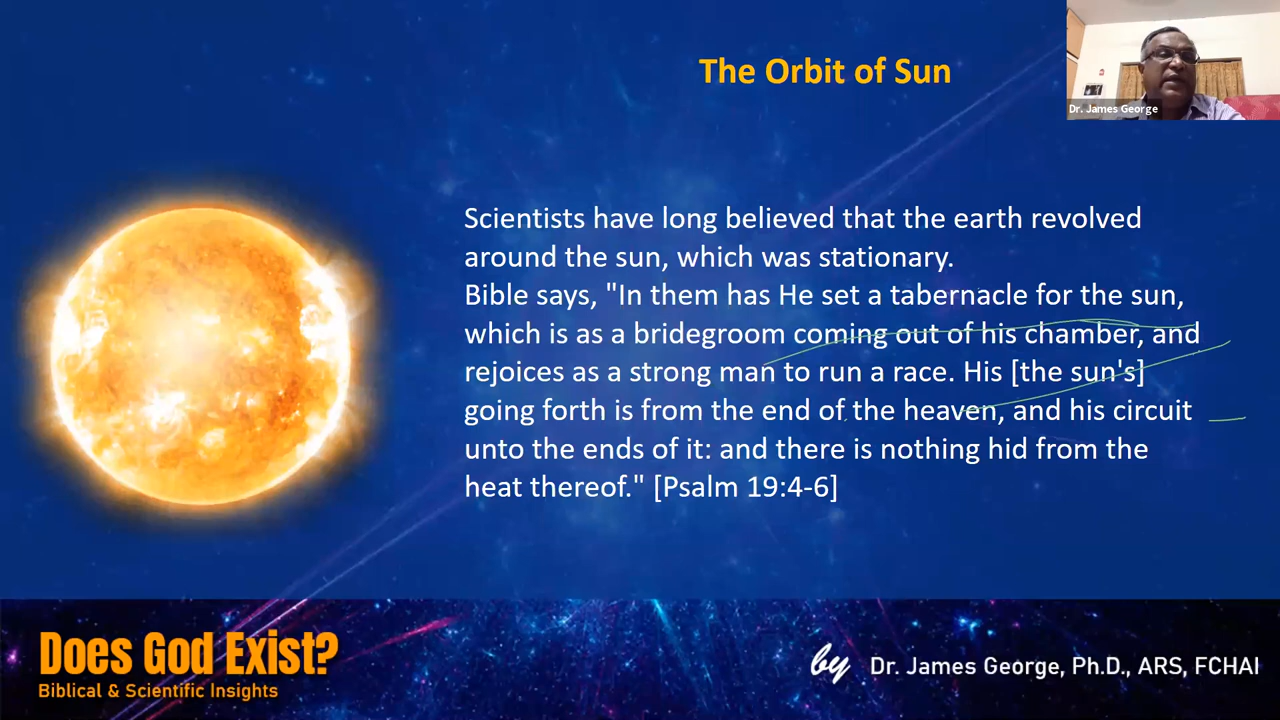 The Orbit of Sun
Dr. James George
Scientists have long believed that the earth revolved
around the sun, which was stationary.
Bible says, "In them has He set a tabernacle for the sun,
which is as a bridegroom coming out of his chamber, and
rejoices as a strong man to run a race. His [the sun's]
going forth is from the end of the heaven, and his circuit
unto the ends of it: and there is nothing hid from the
heat thereof." [Psalm 19:4-6]
Does God Exist?
Biblical & Scientific Insights
by Dr. James George, Ph.D., ARS, FCHAI